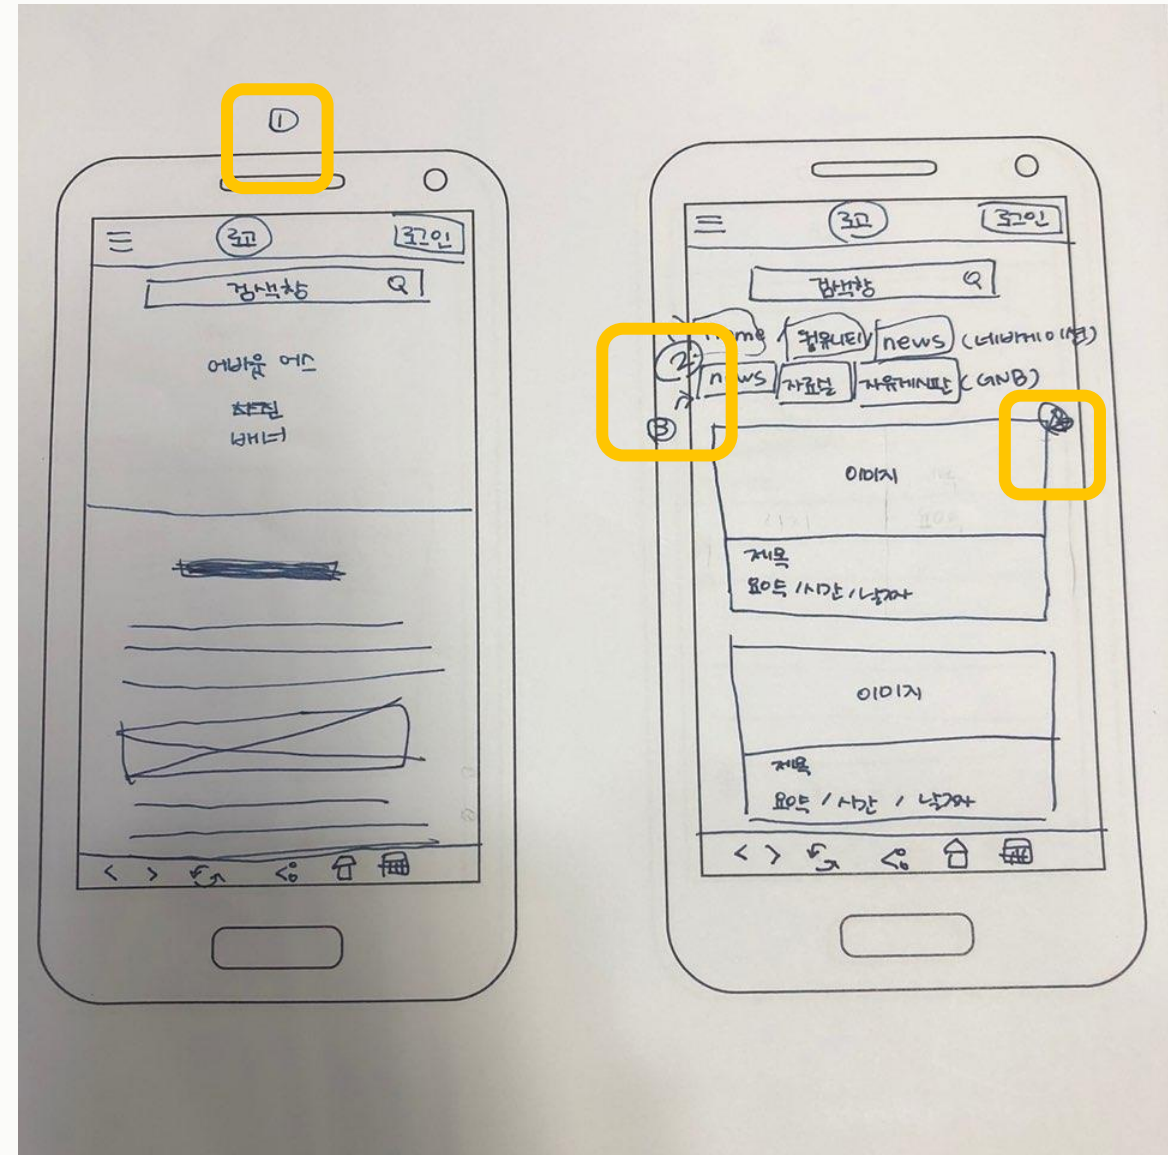 ①
로고 로그인
검색창
어바웃 어스
배너
로고 로그인
검색창
home / 커뮤니티 / news (네비게이션)
②
news 자료실 자유게시판 (GNB)
③
이미지
제목
요약 / 시간 / 날짜
이미지
제목
요약 / 시간 / 날짜